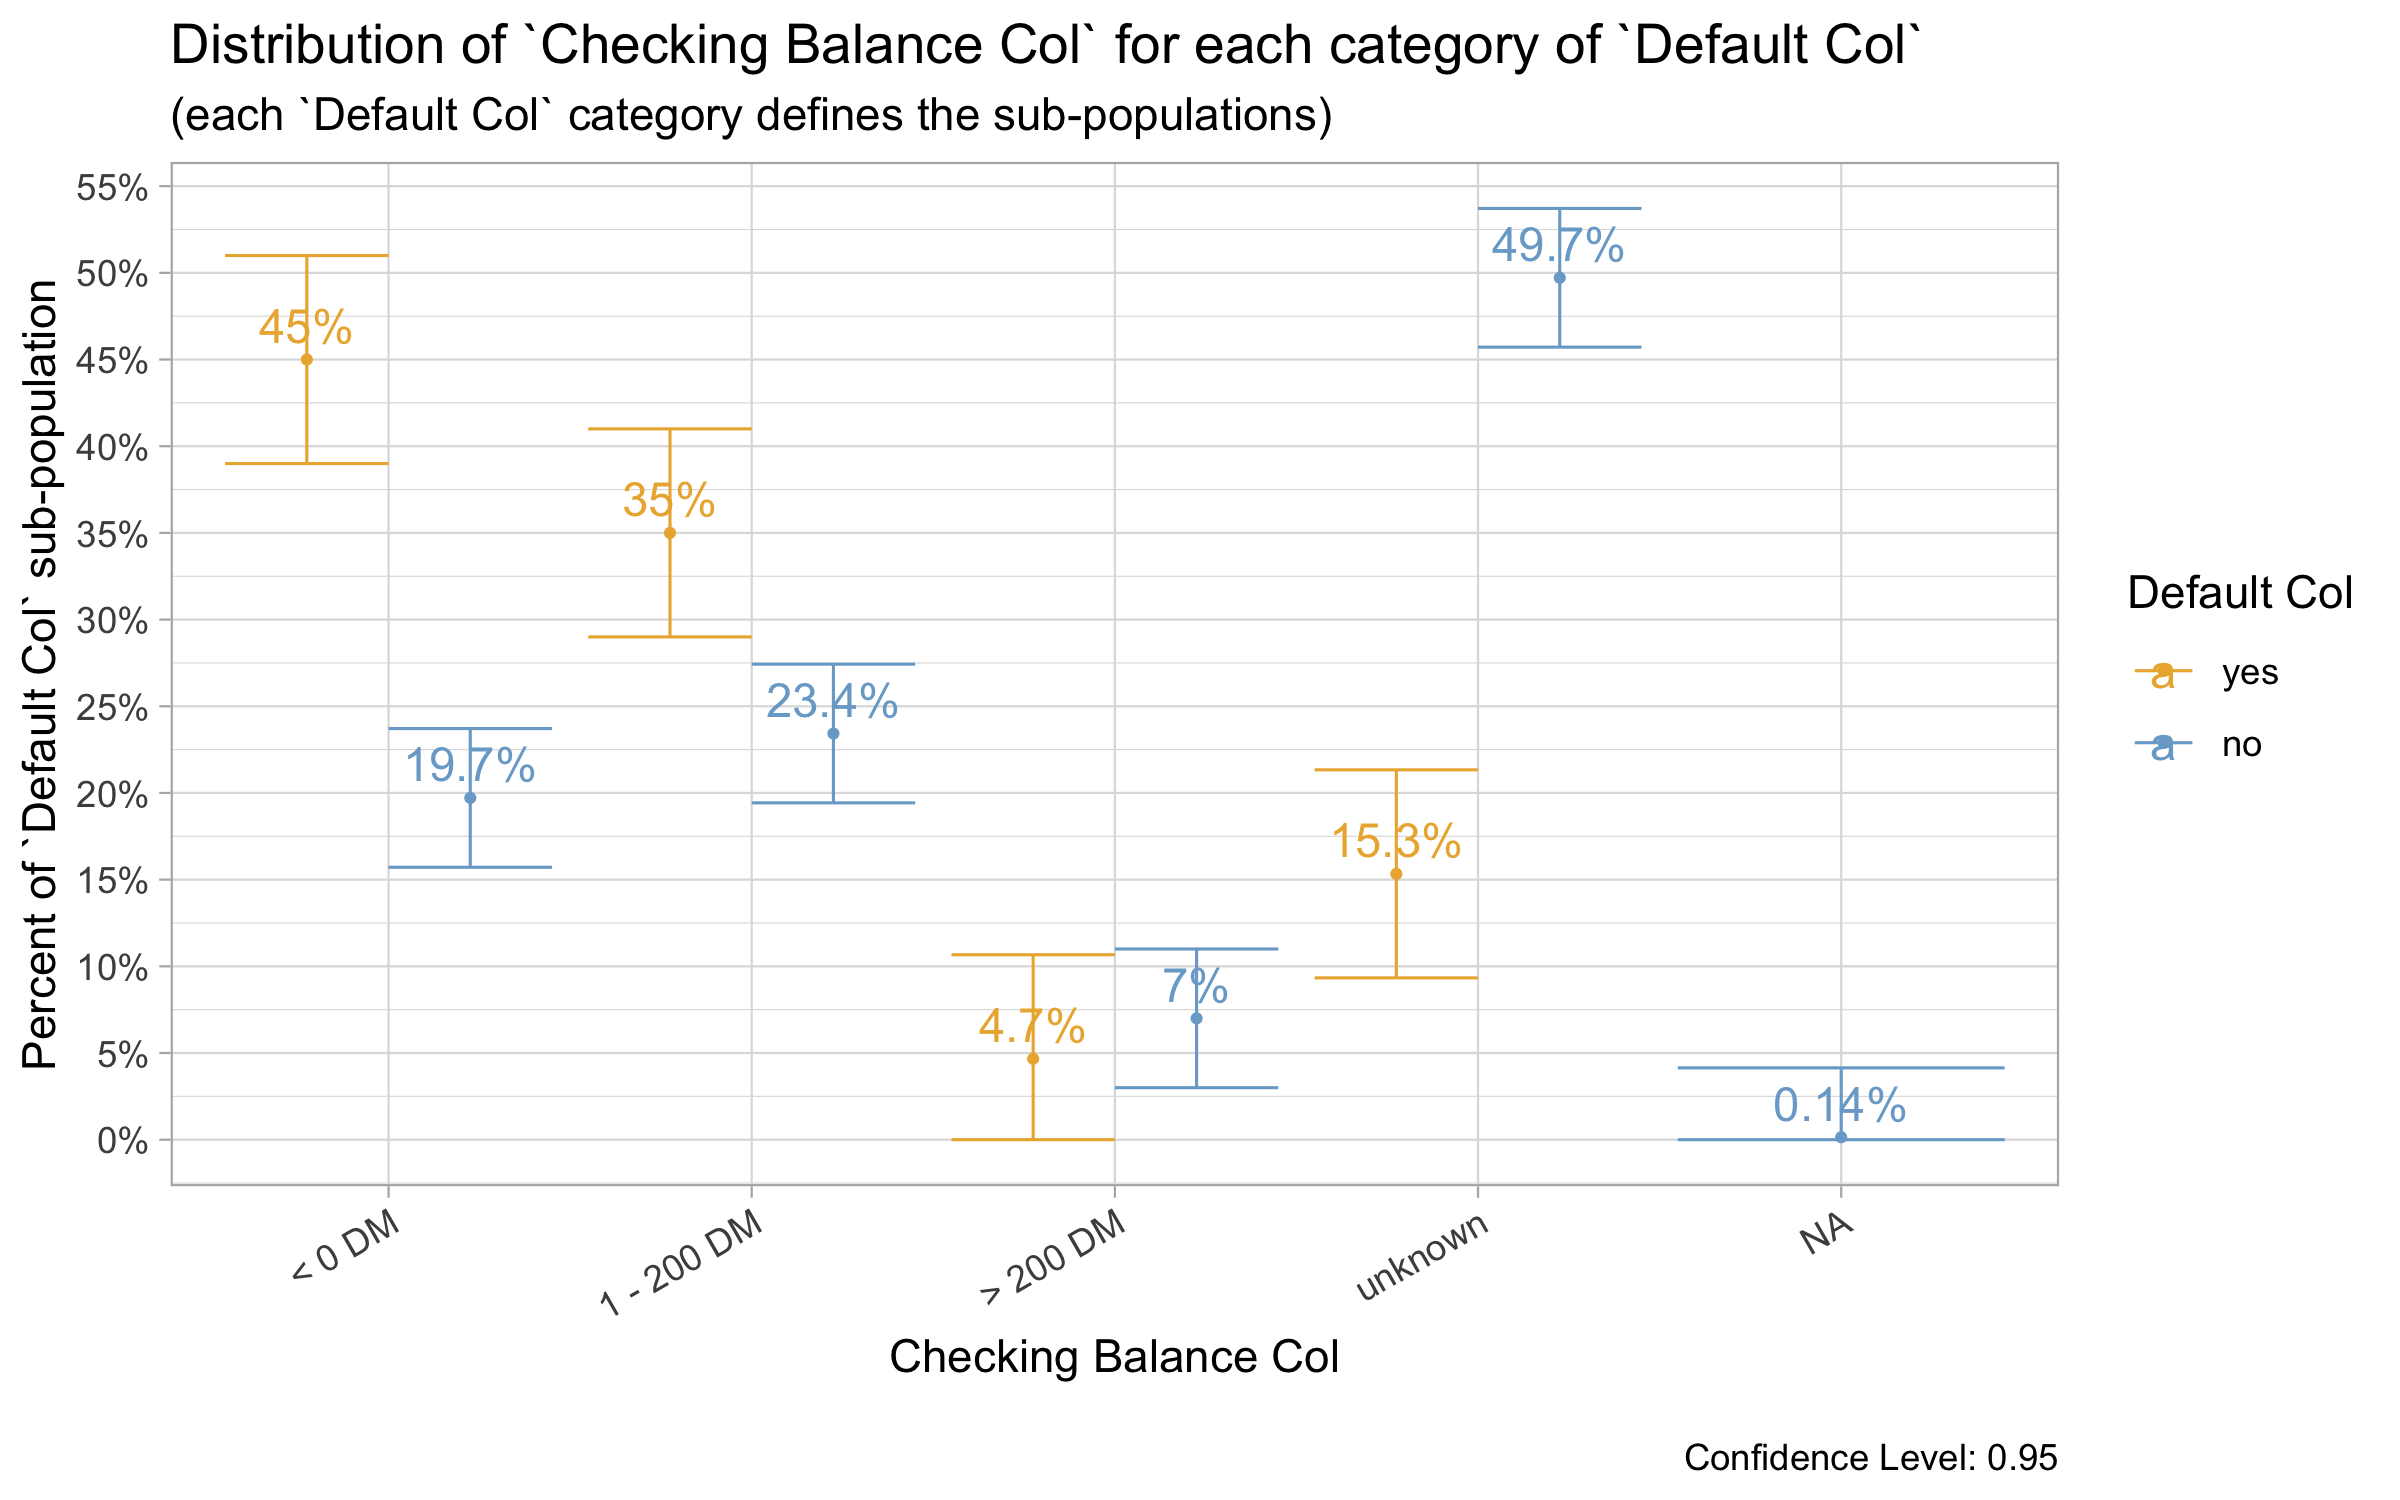 Distribution of `Checking Balance Col` for each category of `Default Col`
(each `Default Col` category defines the sub-populations)
Percent of `Default Col` sub-population
55%
50%
45%
40%
35%
30%
25%
20%
15%
10%
5%
0%
45%
19.7%
35%
23.4%
4.7%
7%
15.3%
49.7%
0.14%
< 0 DM
1 - 200 DM
> 200 DM
unknown
NA
Checking Balance Col
Default Col
a yes
a no
Confidence Level: 0.95